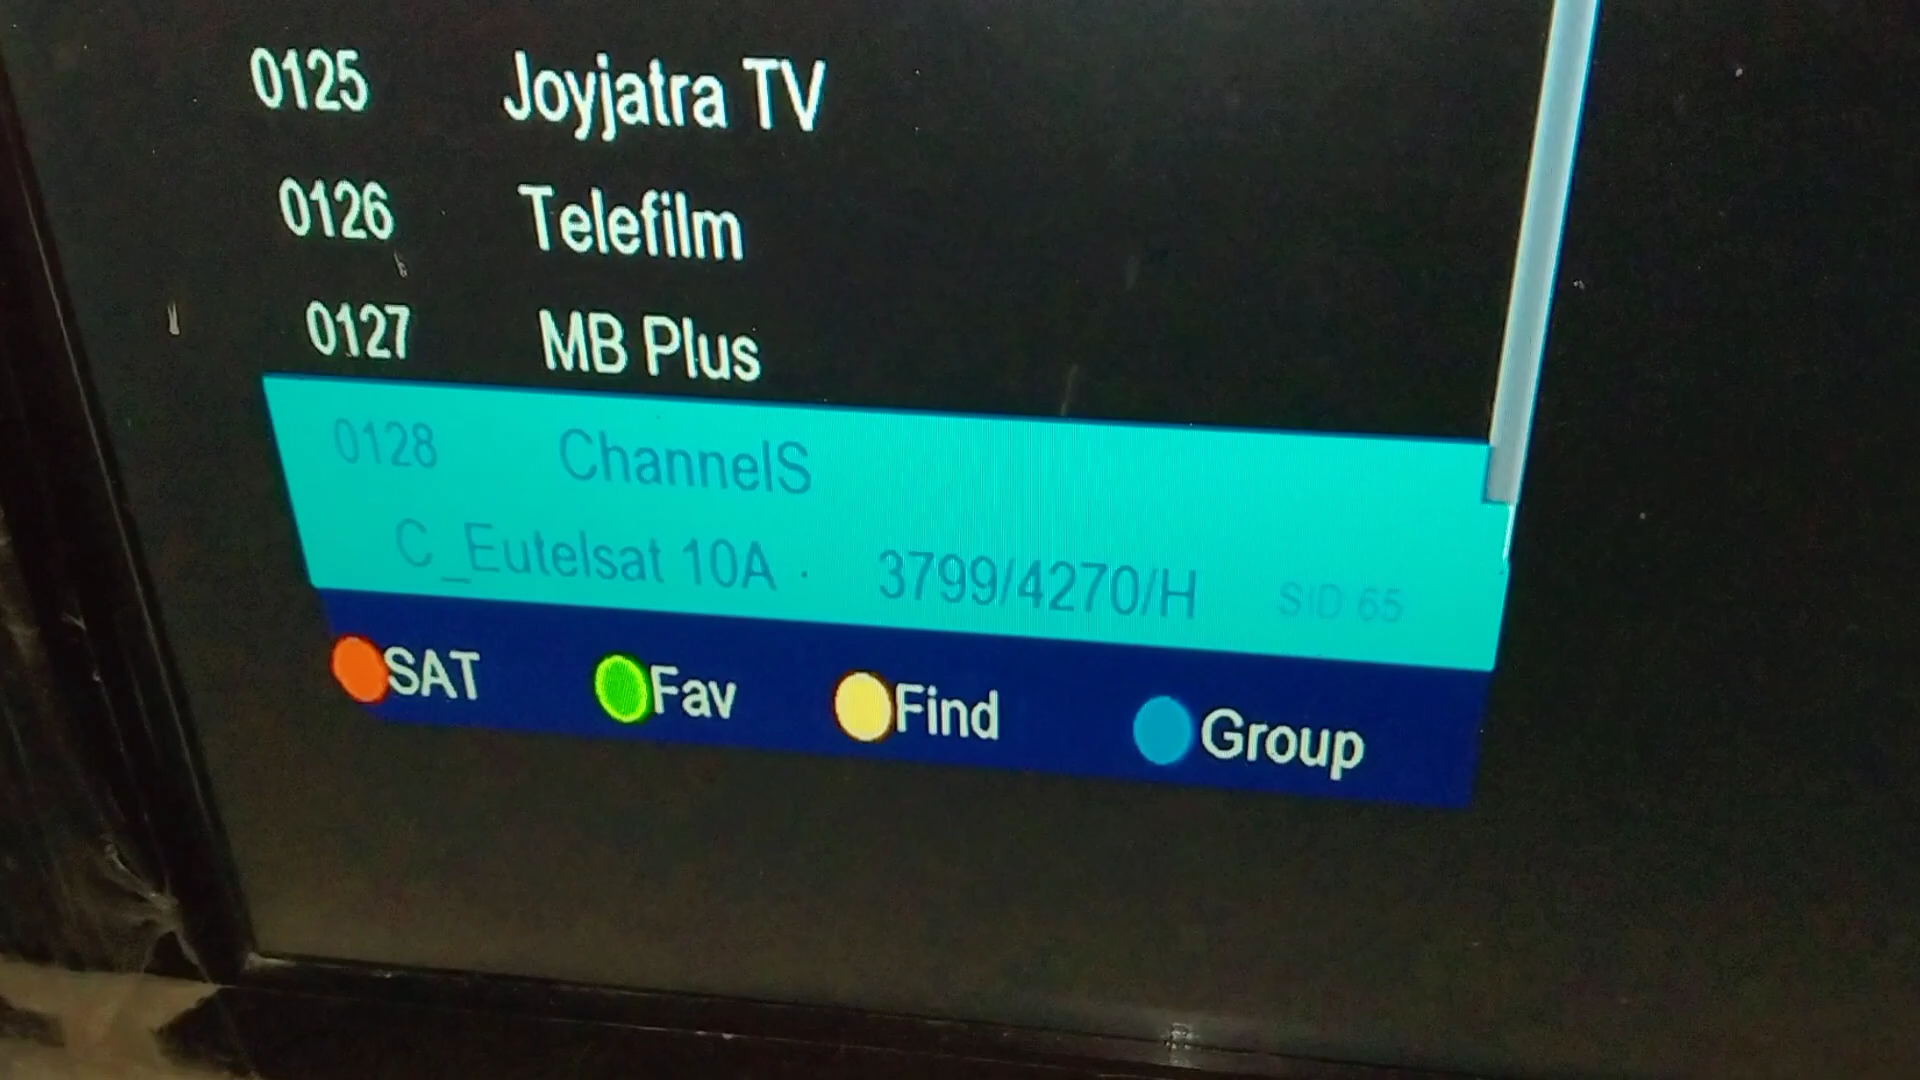 0125 Joyjatra TV
0126 Telefilm
0127 MB Plus
0128 ChannelS
C_Eutelsat 10A · 3799/4270/H SID 65
SAT Fav Find Group